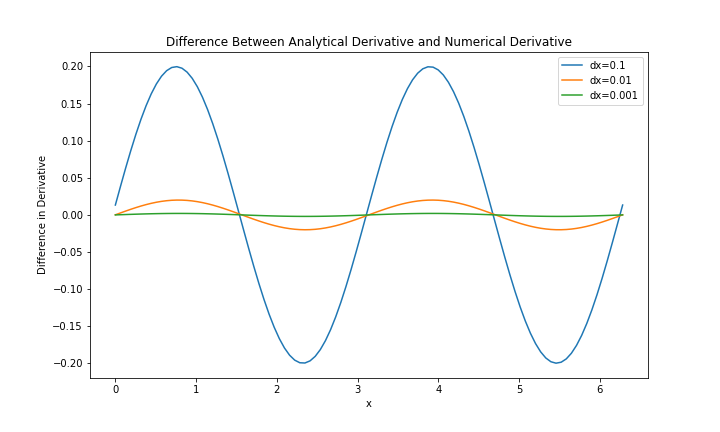 Difference Between Analytical Derivative and Numerical Derivative
dx=0.1
dx=0.01
dx=0.001
Difference in Derivative
0.20
0.15
0.10
0.05
0.00
−0.05
−0.10
−0.15
−0.20
0 1 2 3 4 5 6
x